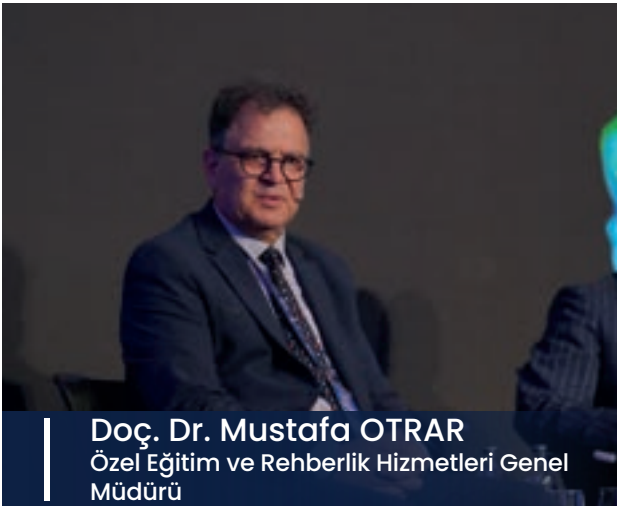 Doç. Dr. Mustafa OTRAR
Özel Eğitim ve Rehberlik Hizmetleri Genel
Müdürü